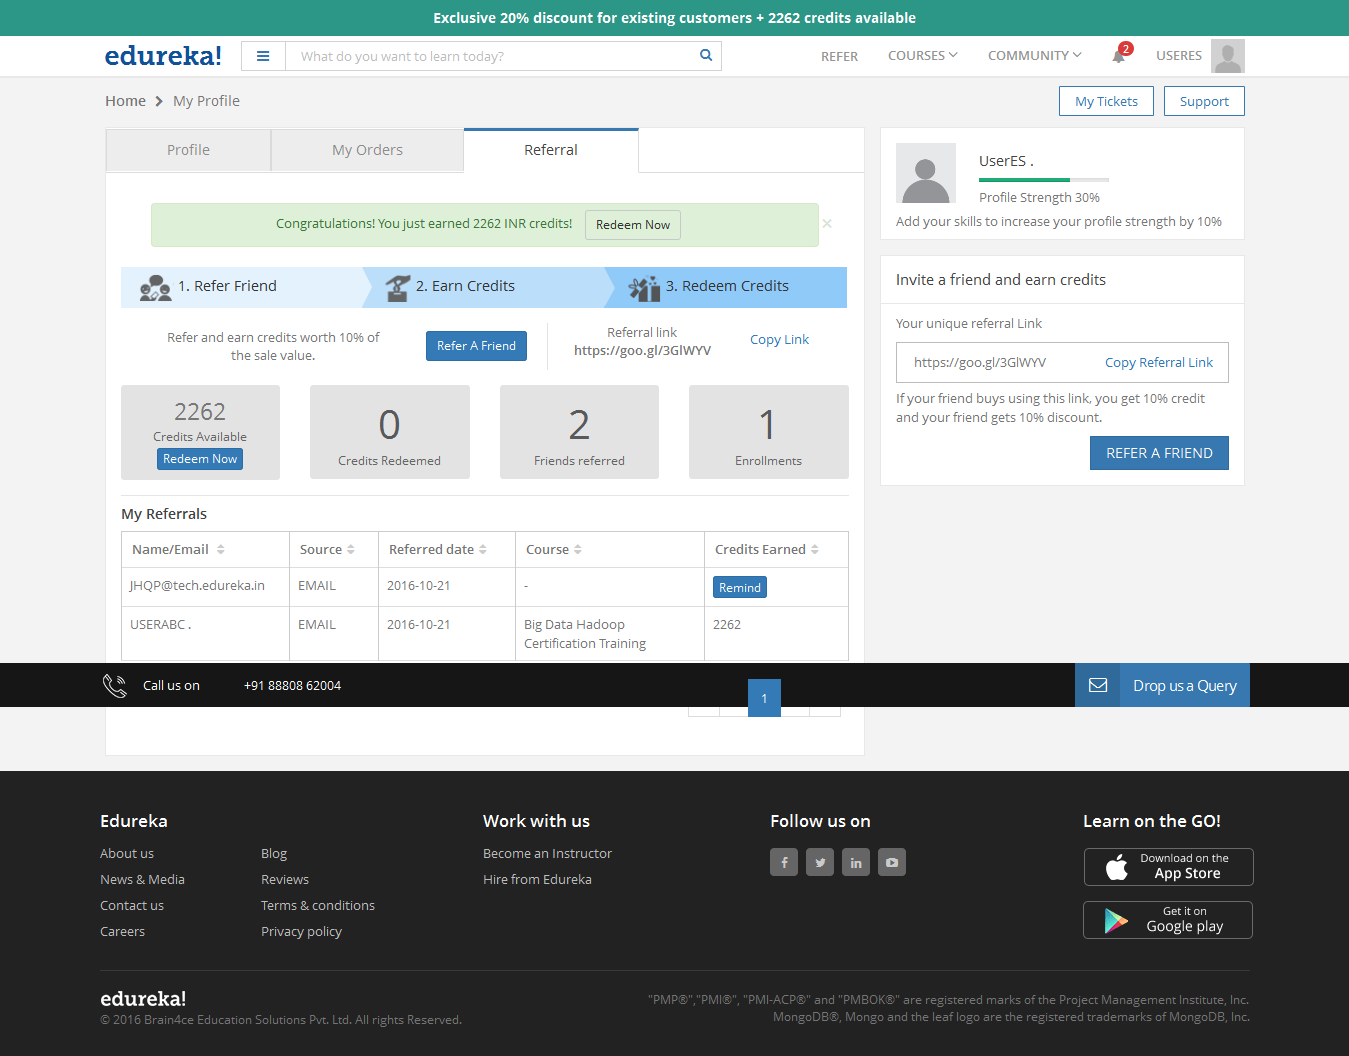 Exclusive 20% discount for existing customers + 2262 credits available
edureka!
What do you want to learn today?
REFER
COURSES
COMMUNITY
2
USERES
Home
My Profile
My Tickets
Support
Profile
My Orders
Referral
Congratulations! You just earned 2262 INR credits!
Redeem Now
×
1. Refer Friend
2. Earn Credits
3. Redeem Credits
Refer and earn credits worth 10% of
the sale value.
Refer A Friend
Referral link
https://goo.gl/3GlWYV
Copy Link
2262
Credits Available
Redeem Now
0
Credits Redeemed
2
Friends referred
1
Enrollments
My Referrals
Name/Email
Source
Referred date
Course
Credits Earned
JHQP@tech.edureka.in
EMAIL
2016-10-21
-
Remind
USERABC .
EMAIL
2016-10-21
Big Data Hadoop
Certification Training
2262
UserES .
Profile Strength 30%
Add your skills to increase your profile strength by 10%
Invite a friend and earn credits
Your unique referral Link
https://goo.gl/3GlWYV
Copy Referral Link
If your friend buys using this link, you get 10% credit
and your friend gets 10% discount.
REFER A FRIEND
Call us on
+91 88808 62004
1
Drop us a Query
Edureka
About us
News & Media
Contact us
Careers
Blog
Reviews
Terms & conditions
Privacy policy
Work with us
Become an Instructor
Hire from Edureka
Follow us on
Learn on the GO!
Download on the
App Store
Get it on
Google play
edureka!
© 2016 Brain4ce Education Solutions Pvt. Ltd. All rights Reserved.
"PMP®","PMI®", "PMI-ACP®" and "PMBOK®" are registered marks of the Project Management Institute, Inc.
MongoDB®, Mongo and the leaf logo are the registered trademarks of MongoDB, Inc.